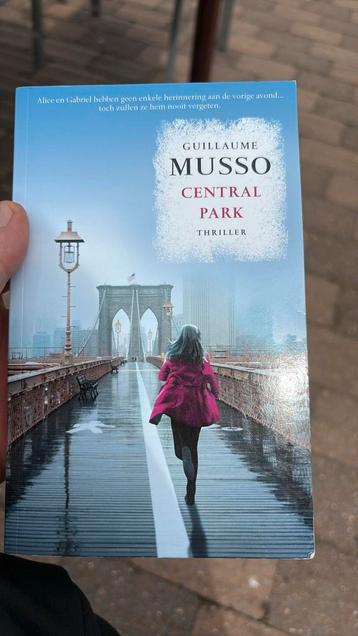 Alice en Gabriel hebben geen enkele herinnering aan de vorige avond...
toch zullen ze hem nooit vergeten.
GUILLAUME
MUSSO
CENTRAL
PARK
THRILLER